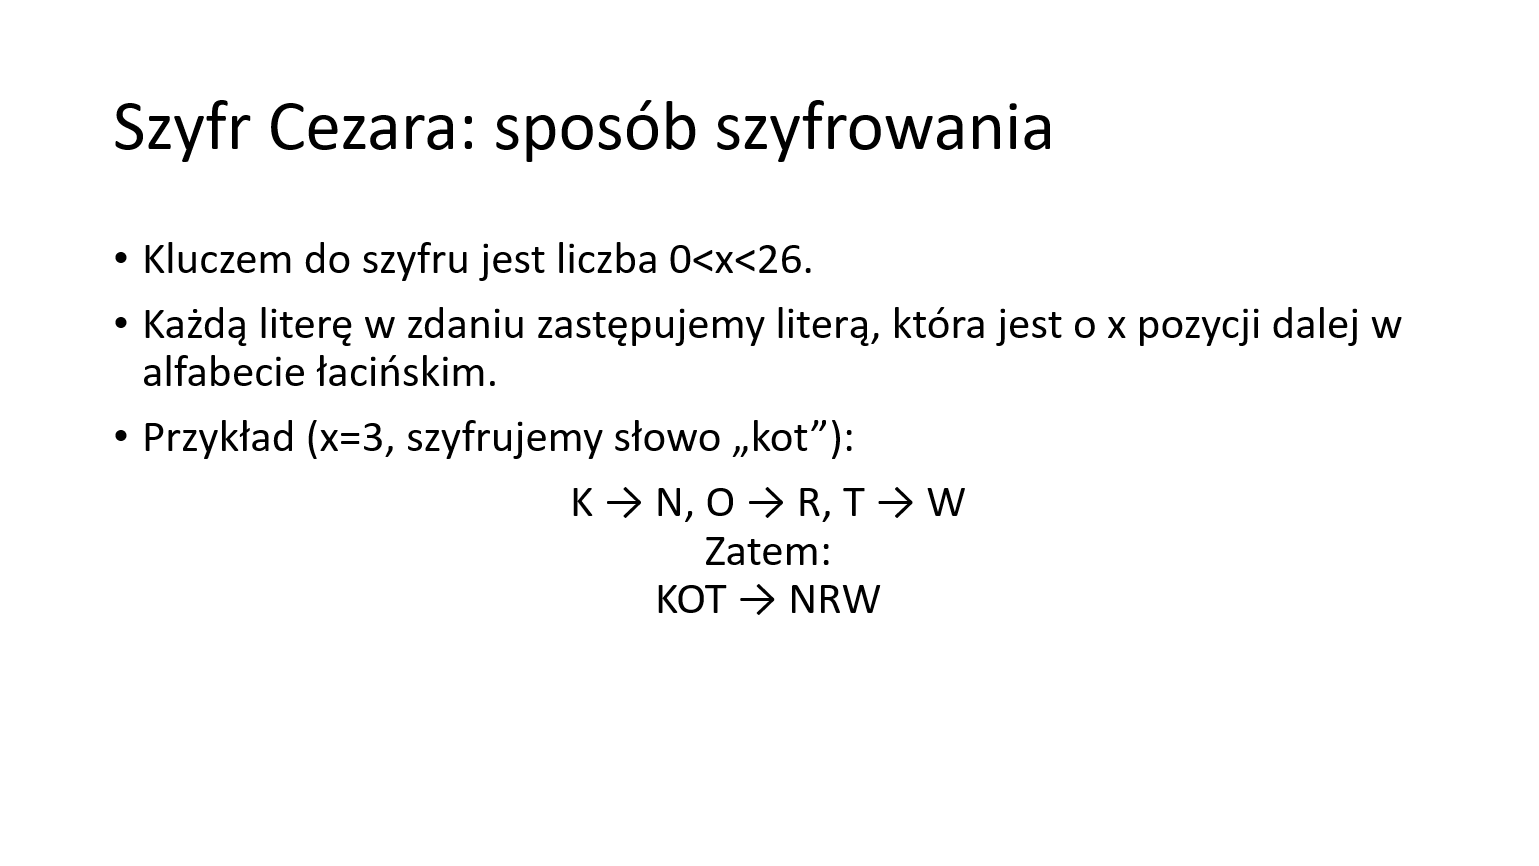 Szyfr Cezara: sposób szyfrowania
• Kluczem do szyfru jest liczba 0<x<26.
• Każdą literę w zdaniu zastępujemy literą, która jest o x pozycji dalej w
alfabecie łacińskim.
• Przykład (x=3, szyfrujemy słowo „kot”):
K → N, O → R, T → W
Zatem:
KOT → NRW